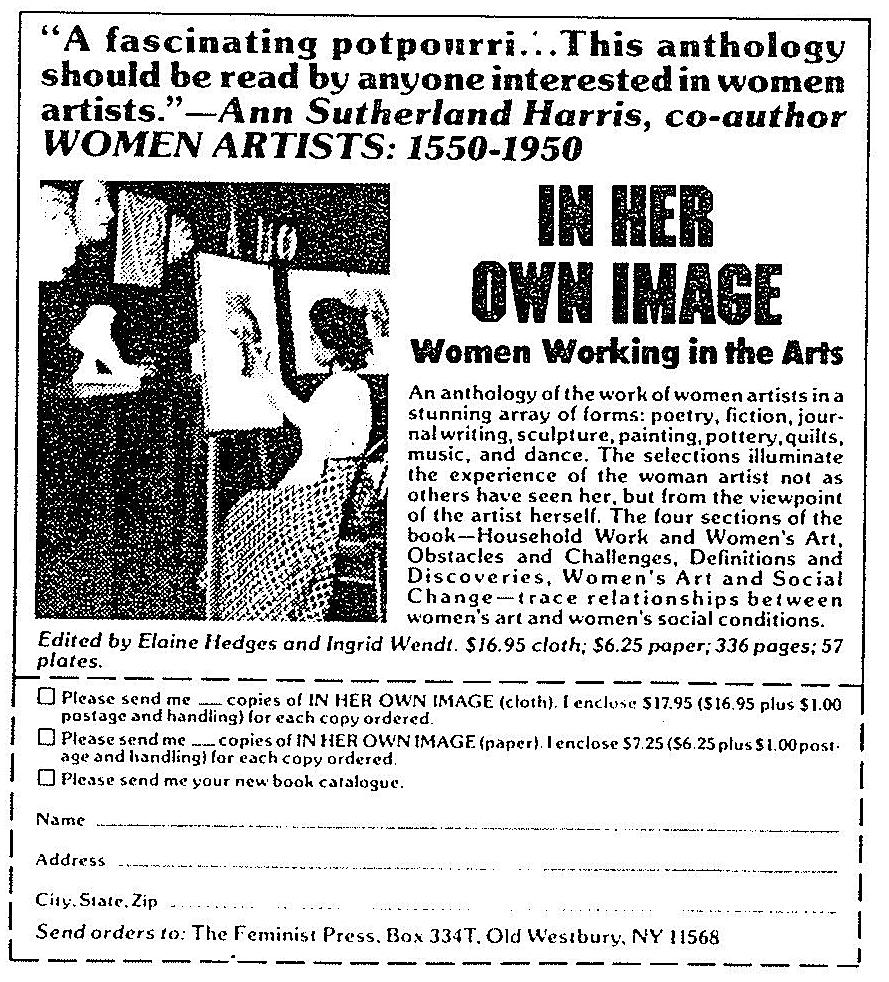 “A fascinating potpourri...This anthology
should be read by anyone interested in women
artists.”—Ann Sutherland Harris, co-author
WOMEN ARTISTS: 1550-1950
IN HER
OWN IMAGE
Women Working in the Arts
An anthology of the work of women artists in a
stunning array of forms: poetry, fiction, jour-
nal writing, sculpture, painting, pottery, quilts,
music, and dance. The selections illuminate
the experience of the woman artist not as
others have seen her, but from the viewpoint
of the artist herself. The four sections of the
book—Household Work and Women's Art,
Obstacles and Challenges, Definitions and
Discoveries, Women's Art and Social
Change—trace relationships between
women's art and women's social conditions.
Edited by Elaine Hedges and Ingrid Wendt. $16.95 cloth; $6.25 paper; 336 pages; 57
plates.
Please send me ___ copies of IN HER OWN IMAGE (cloth). I enclose $17.95 ($16.95 plus $1.00
postage and handling) for each copy ordered.
Please send me ___ copies of IN HER OWN IMAGE (paper). I enclose $7.25 ($6.25 plus $1.00 post-
age and handling) for each copy ordered.
Please send me your new book catalogue.
Name
Address
City, State, Zip
Send orders to: The Feminist Press, Box 334T, Old Westbury, NY 11568